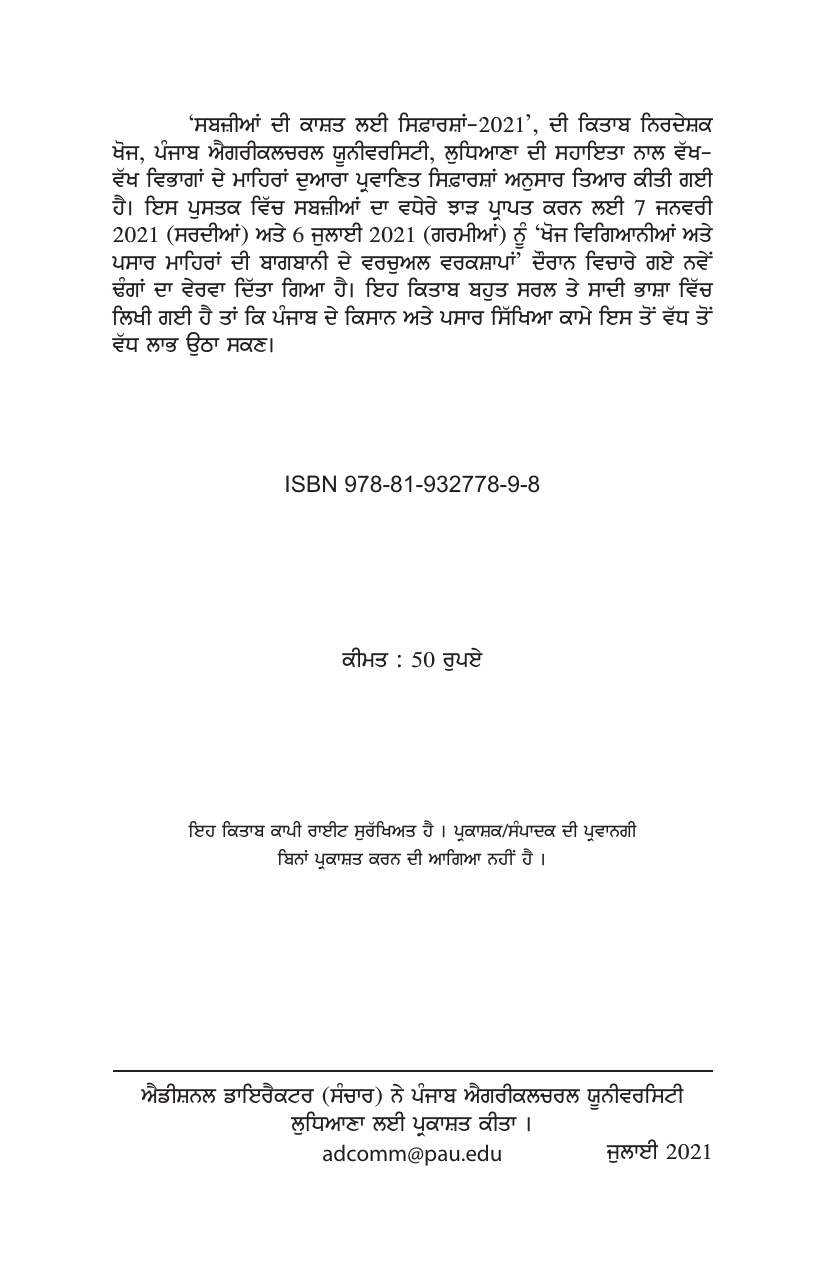 ‘ਸਬਜ਼ੀਆਂ ਦੀ ਕਾਸ਼ਤ ਲਈ ਸਿਫ਼ਾਰਸ਼ਾਂ-2021’, ਦੀ ਕਿਤਾਬ ਨਿਰਦੇਸ਼ਕ
ਖੋਜ, ਪੰਜਾਬ ਐਗਰੀਕਲਚਰਲ ਯੂਨੀਵਰਸਿਟੀ, ਲੁਧਿਆਣਾ ਦੀ ਸਹਾਇਤਾ ਨਾਲ ਵੱਖ-
ਵੱਖ ਵਿਭਾਗਾਂ ਦੇ ਮਾਹਿਰਾਂ ਦੁਆਰਾ ਪ੍ਰਵਾਣਿਤ ਸਿਫ਼ਾਰਸ਼ਾਂ ਅਨੁਸਾਰ ਤਿਆਰ ਕੀਤੀ ਗਈ
ਹੈ। ਇਸ ਪੁਸਤਕ ਵਿੱਚ ਸਬਜ਼ੀਆਂ ਦਾ ਵਧੇਰੇ ਝਾੜ ਪ੍ਰਾਪਤ ਕਰਨ ਲਈ 7 ਜਨਵਰੀ
2021 (ਸਰਦੀਆਂ) ਅਤੇ 6 ਜੁਲਾਈ 2021 (ਗਰਮੀਆਂ) ਨੂੰ ‘ਖੋਜ ਵਿਗਿਆਨੀਆਂ ਅਤੇ
ਪਸਾਰ ਮਾਹਿਰਾਂ ਦੀ ਬਾਗਬਾਨੀ ਦੇ ਵਰਚੁਅਲ ਵਰਕਸ਼ਾਪਾਂ’ ਦੌਰਾਨ ਵਿਚਾਰੇ ਗਏ ਨਵੇਂ
ਢੰਗਾਂ ਦਾ ਵੇਰਵਾ ਦਿੱਤਾ ਗਿਆ ਹੈ। ਇਹ ਕਿਤਾਬ ਬਹੁਤ ਸਰਲ ਤੇ ਸਾਦੀ ਭਾਸ਼ਾ ਵਿੱਚ
ਲਿਖੀ ਗਈ ਹੈ ਤਾਂ ਕਿ ਪੰਜਾਬ ਦੇ ਕਿਸਾਨ ਅਤੇ ਪਸਾਰ ਸਿੱਖਿਆ ਕਾਮੇ ਇਸ ਤੋਂ ਵੱਧ ਤੋਂ
ਵੱਧ ਲਾਭ ਉਠਾ ਸਕਣ।
ISBN 978-81-932778-9-8
ਕੀਮਤ : 50 ਰੁਪਏ
ਇਹ ਕਿਤਾਬ ਕਾਪੀ ਰਾਈਟ ਸੁਰੱਖਿਅਤ ਹੈ । ਪ੍ਰਕਾਸ਼ਕ/ਸੰਪਾਦਕ ਦੀ ਪ੍ਰਵਾਨਗੀ
ਬਿਨਾਂ ਪ੍ਰਕਾਸ਼ਤ ਕਰਨ ਦੀ ਆਗਿਆ ਨਹੀਂ ਹੈ ।
ਐਡੀਸ਼ਨਲ ਡਾਇਰੈਕਟਰ (ਸੰਚਾਰ) ਨੇ ਪੰਜਾਬ ਐਗਰੀਕਲਚਰਲ ਯੂਨੀਵਰਸਿਟੀ
ਲੁਧਿਆਣਾ ਲਈ ਪ੍ਰਕਾਸ਼ਤ ਕੀਤਾ ।
adcomm@pau.edu ਜੁਲਾਈ 2021